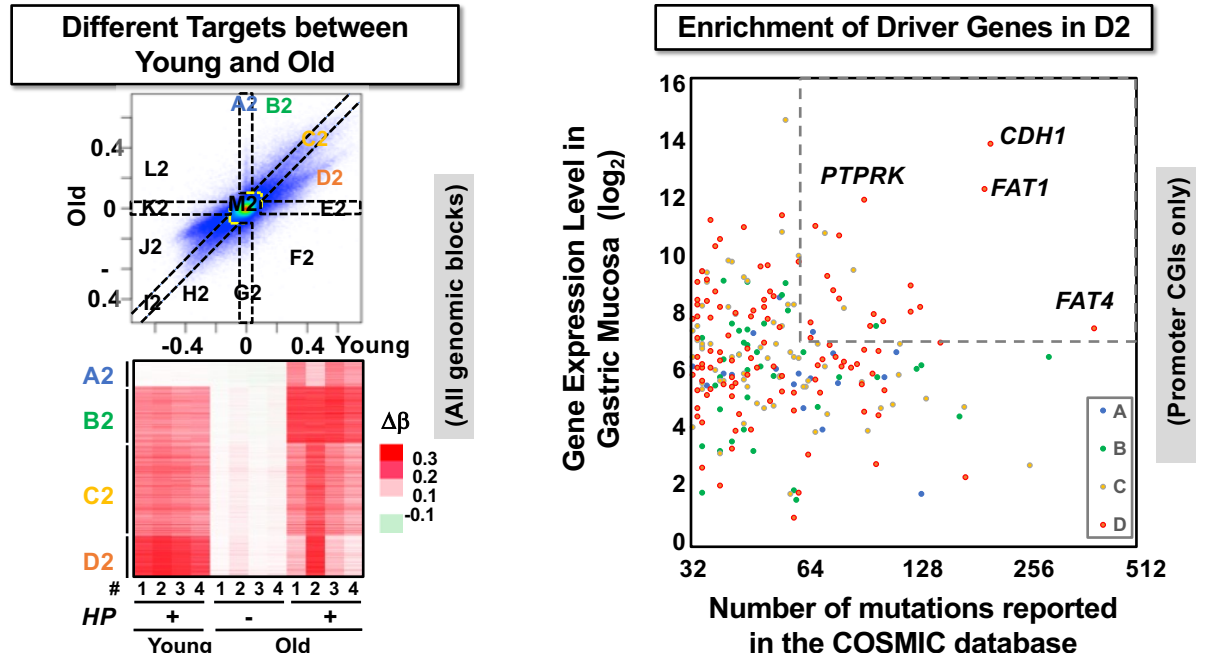 Different Targets between
Young and Old
A2
B2
C2
D2
L2
K2
M2
E2
J2
F2
I2
H2
G2
Old
0.4
0
-
0.4
-0.4
0
0.4
Young
(All genomic blocks)
A2
B2
C2
D2
Δβ
0.3
0.2
0.1
-0.1
# 1 2 3 4 1 2 3 4 1 2 3 4
HP + - +
Young Old
Enrichment of Driver Genes in D2
Gene Expression Level in
Gastric Mucosa (log2)
16
14
12
10
8
6
4
2
0
CDH1
PTPRK
FAT1
FAT4
A
B
C
D
32 64 128 256 512
Number of mutations reported
in the COSMIC database
(Promoter CGIs only)